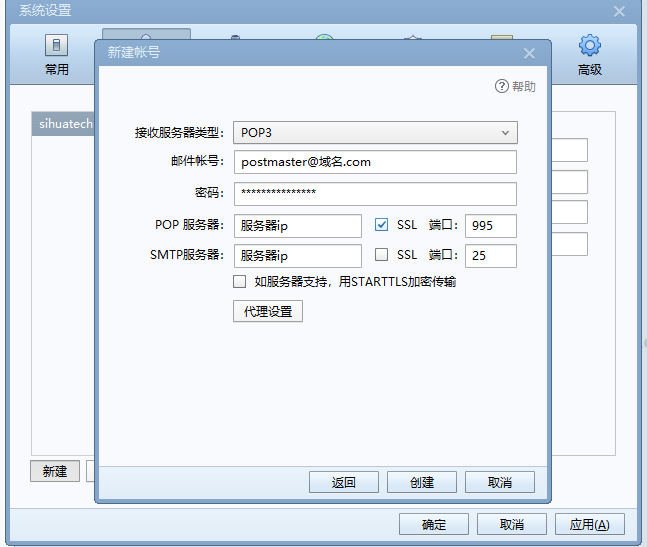 系统设置
常用
高级
新建帐号
帮助
sihuatech
接收服务器类型: POP3
邮件帐号: postmaster@域名.com
密码: ***************
POP 服务器: 服务器ip SSL 端口: 995
SMTP服务器: 服务器ip SSL 端口: 25
如服务器支持，用STARTTLS加密传输
代理设置
新建
返回 创建 取消
确定 取消 应用(A)